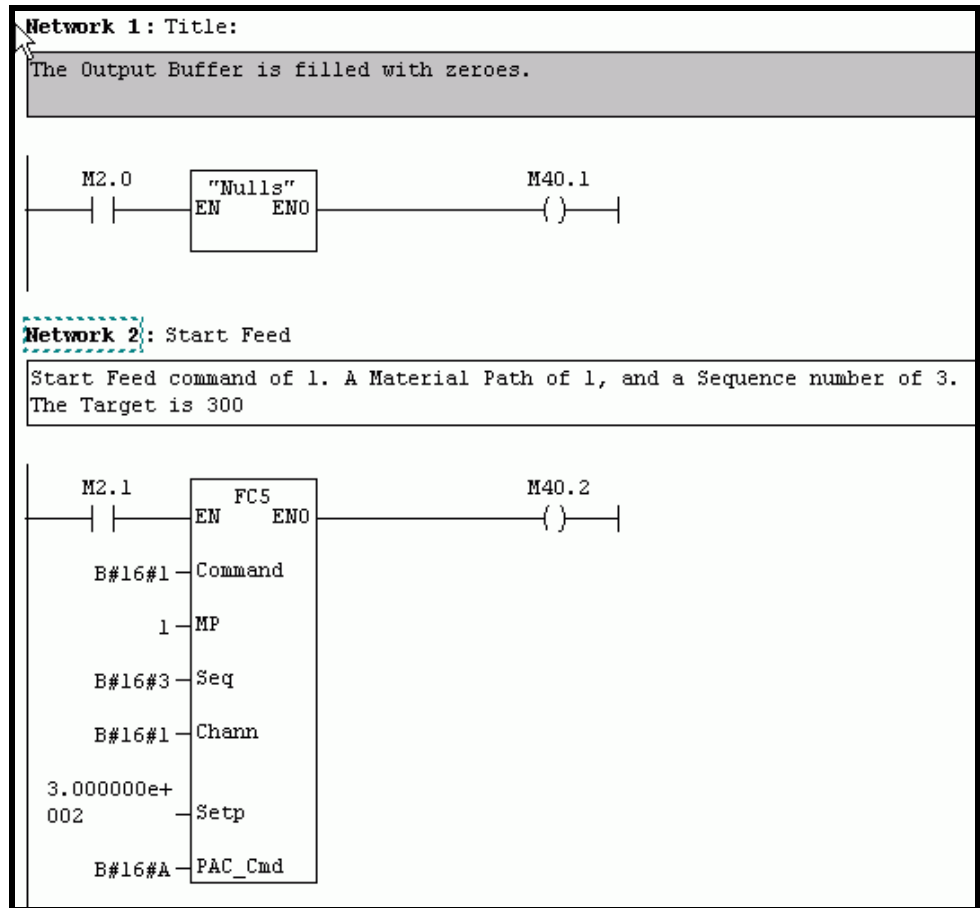 Network 1: Title:
The Output Buffer is filled with zeroes.
M2.0
"Nulls"
M40.1
EN ENO
Network 2: Start Feed
Start Feed command of 1. A Material Path of 1, and a Sequence number of 3.
The Target is 300
M2.1
FC5
M40.2
EN ENO
B#16#1 Command
1 MP
B#16#3 Seq
B#16#1 Chann
3.000000e+
002 Setp
B#16#A PAC_Cmd